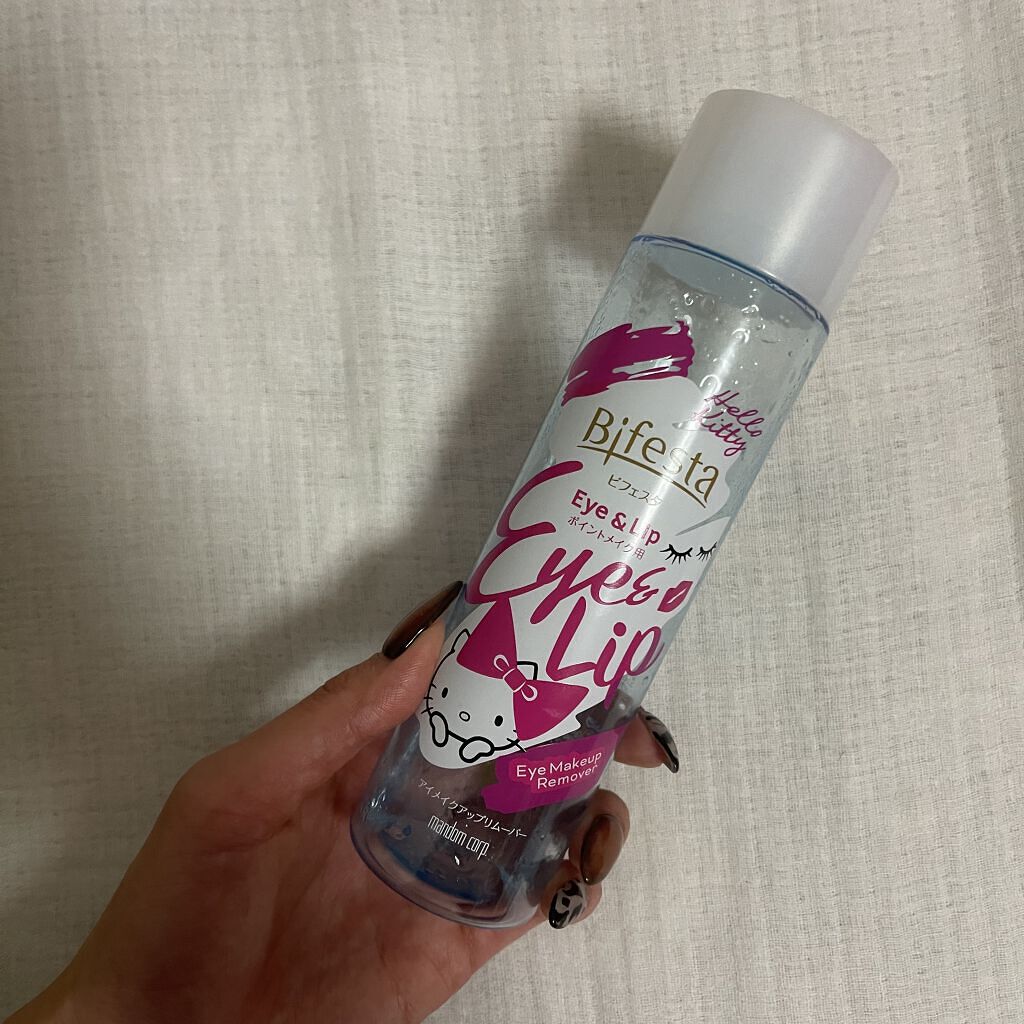 Hello
Kitty
Bifesta
ビフェスタ
Eye & Lip
ポイントメイク用
Eye &
Lip
Eye Makeup
Remover
アイメイクアップリムーバー
mandom corp.